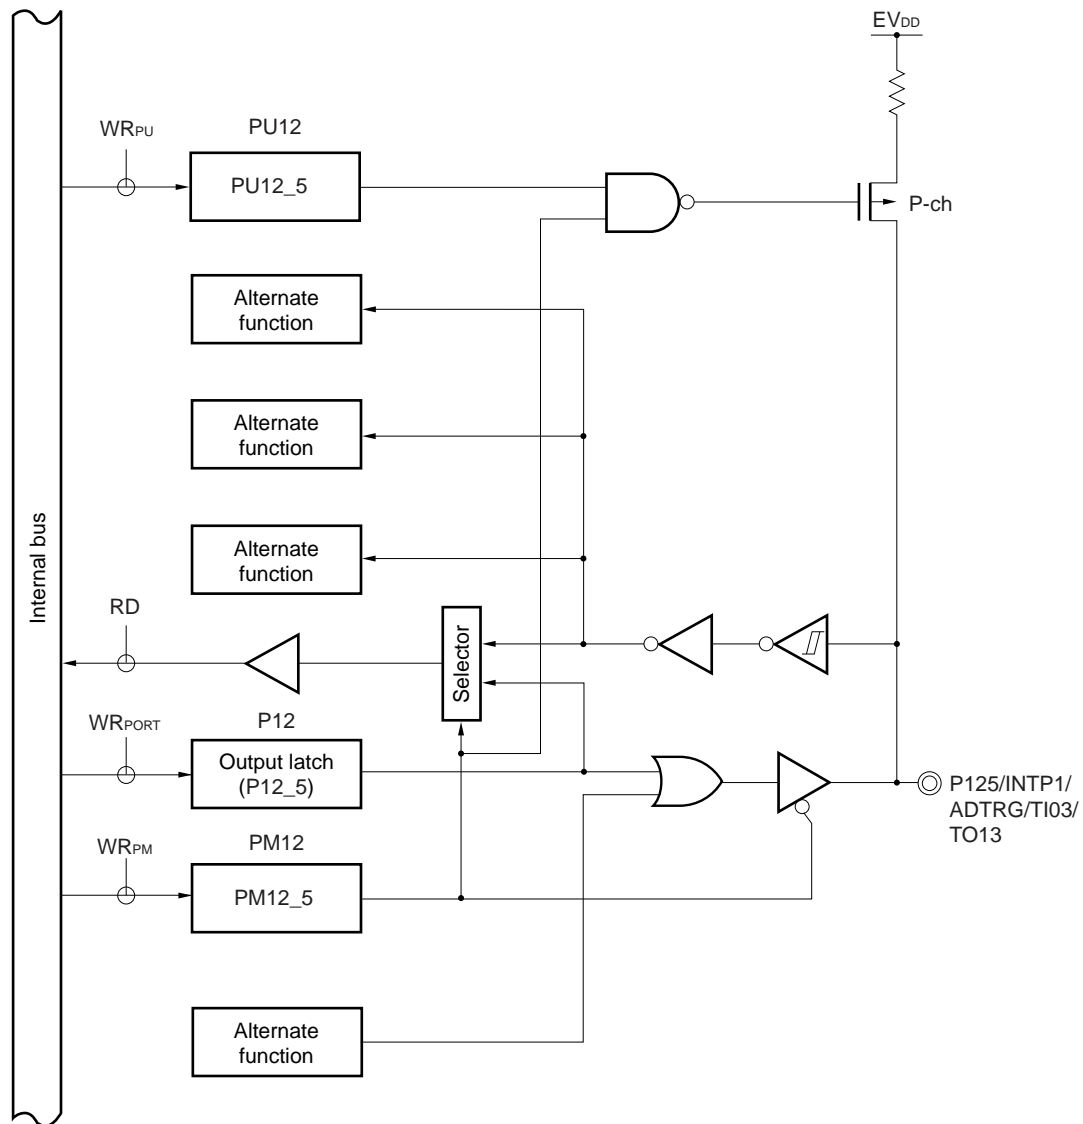 EVDD
WRPU
PU12
PU12_5
P-ch
Alternate
function
Alternate
function
Alternate
function
Internal bus
RD
Selector
WRPORT
P12
Output latch
(P12_5)
P125/INTP1/
ADTRG/TI03/
TO13
WRPM
PM12
PM12_5
Alternate
function